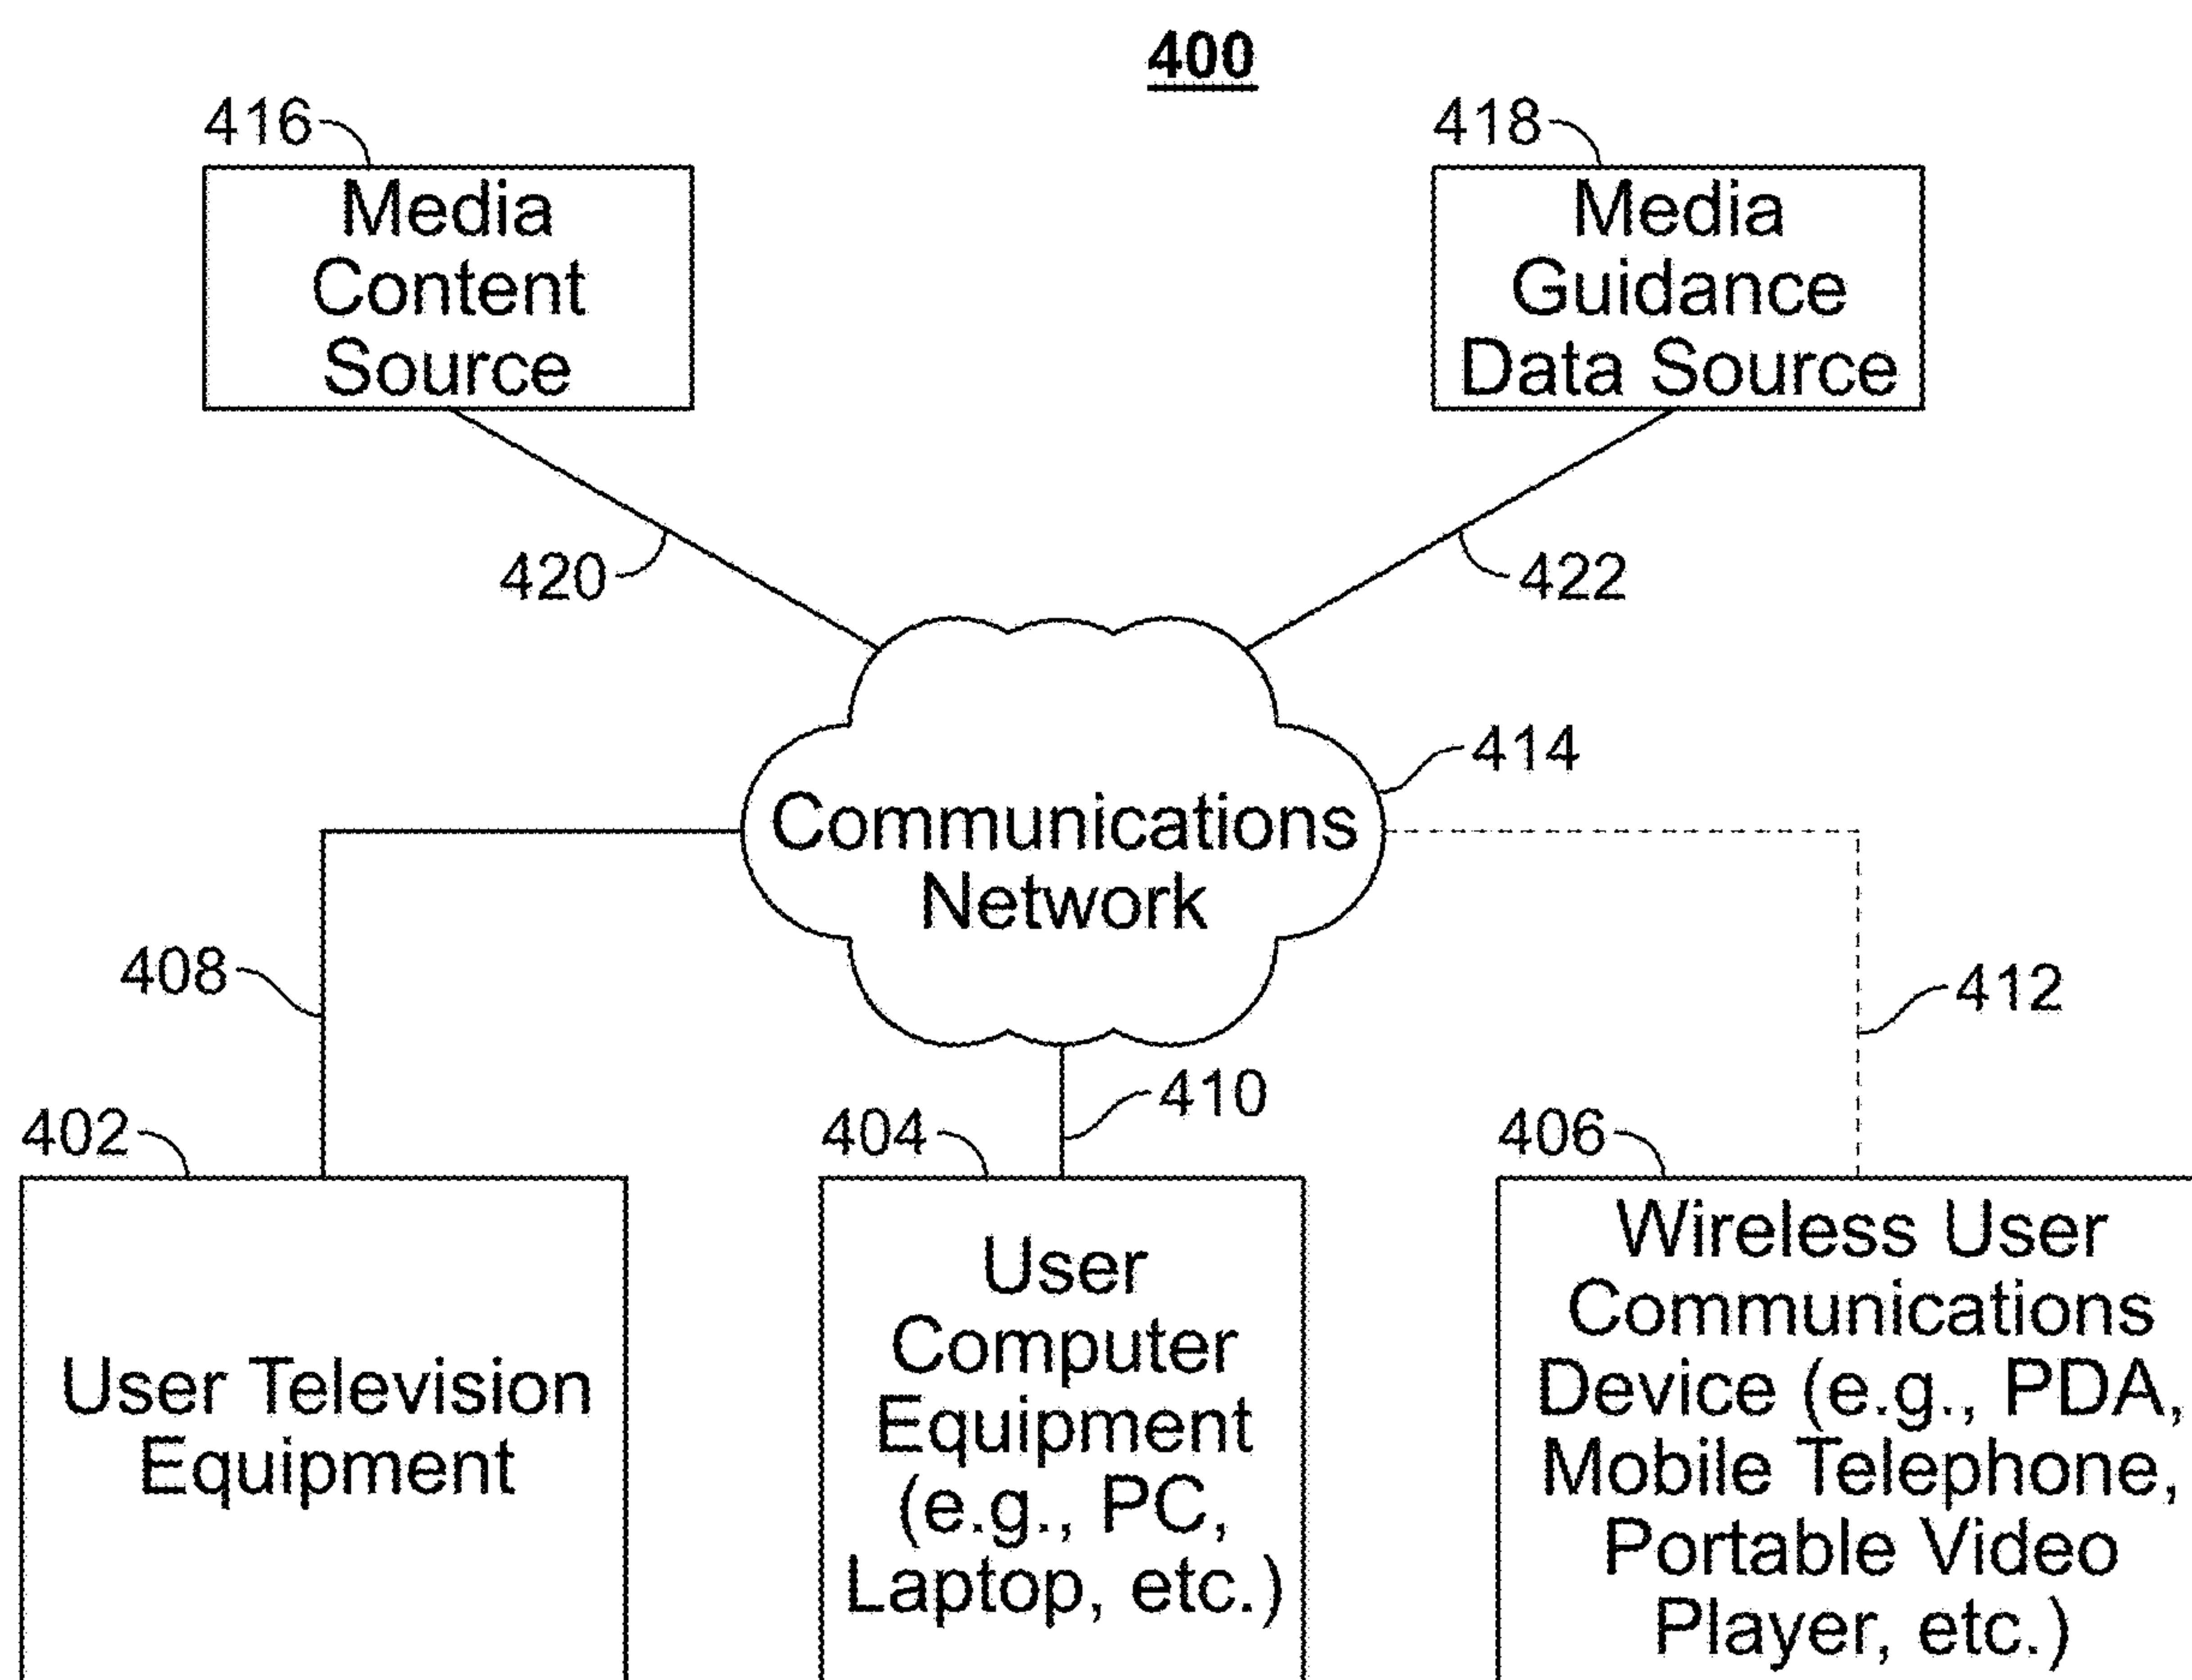 400
416
Media
Content
Source
418
Media
Guidance
Data Source
420
422
414
Communications
Network
408
412
410
402
User Television
Equipment
404
User
Computer
Equipment
(e.g., PC,
Laptop, etc.)
406
Wireless User
Communications
Device (e.g., PDA,
Mobile Telephone,
Portable Video
Player, etc.)